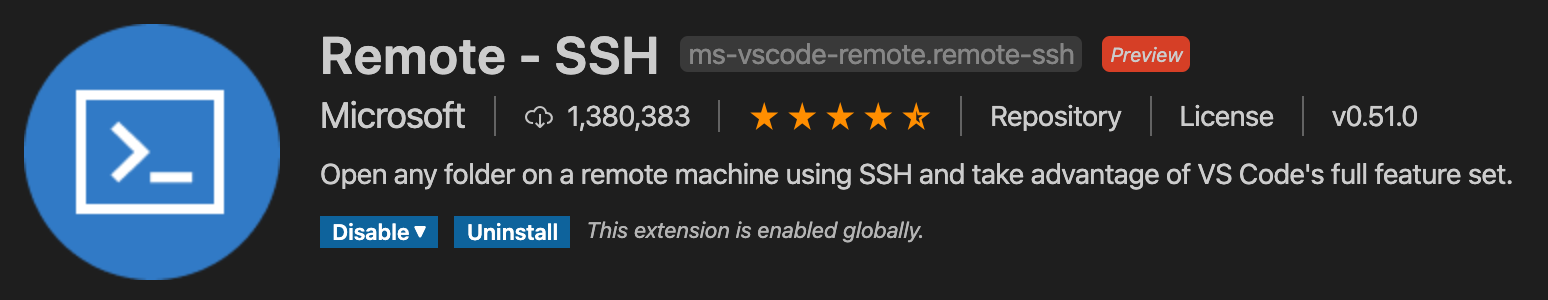 Remote - SSH ms-vscode-remote.remote-ssh Preview
Microsoft 1,380,383 Repository License v0.51.0
Open any folder on a remote machine using SSH and take advantage of VS Code's full feature set.
Disable Uninstall This extension is enabled globally.